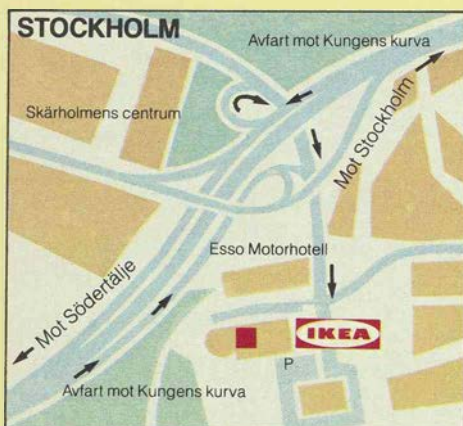 STOCKHOLM
Avfart mot Kungens kurva
Skärholmens centrum
Mot Stockholm
Esso Motorhotell
Mot Södertälje
IKEA
P
Avfart mot Kungens kurva